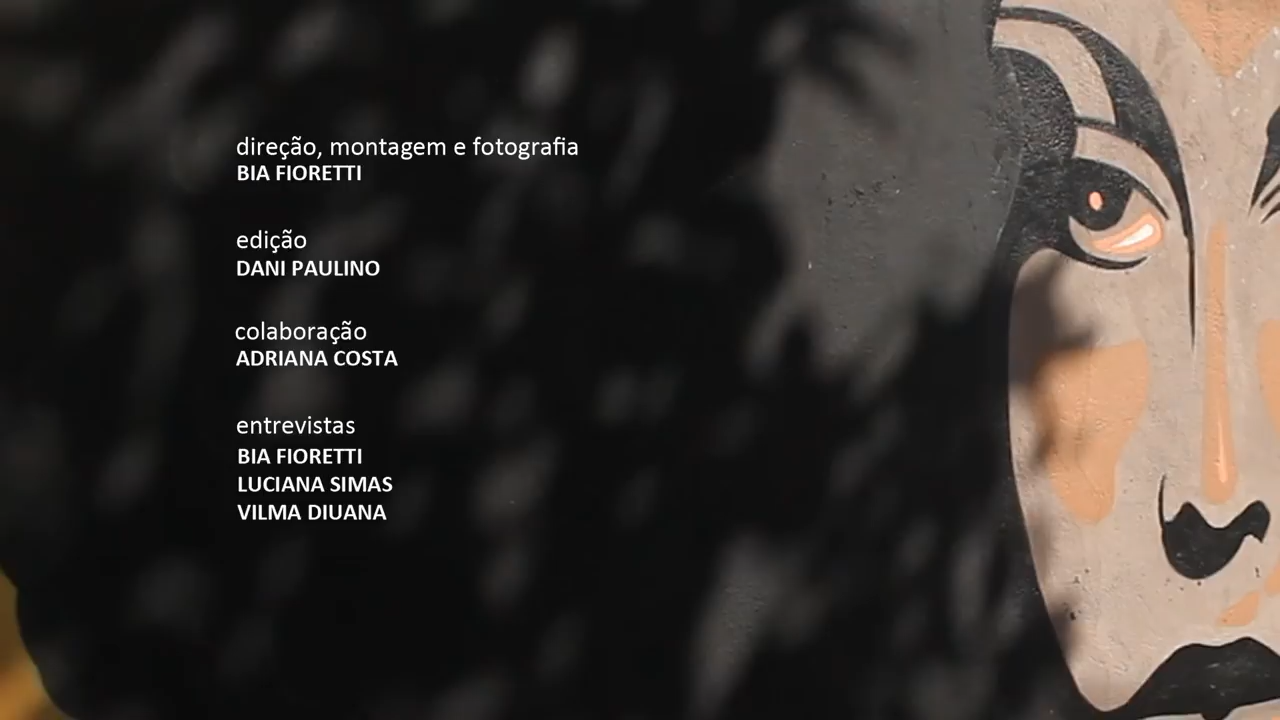 direção, montagem e fotografia
BIA FIORETTI
edição
DANI PAULINO
colaboração
ADRIANA COSTA
entrevistas
BIA FIORETTI
LUCIANA SIMAS
VILMA DIUANA